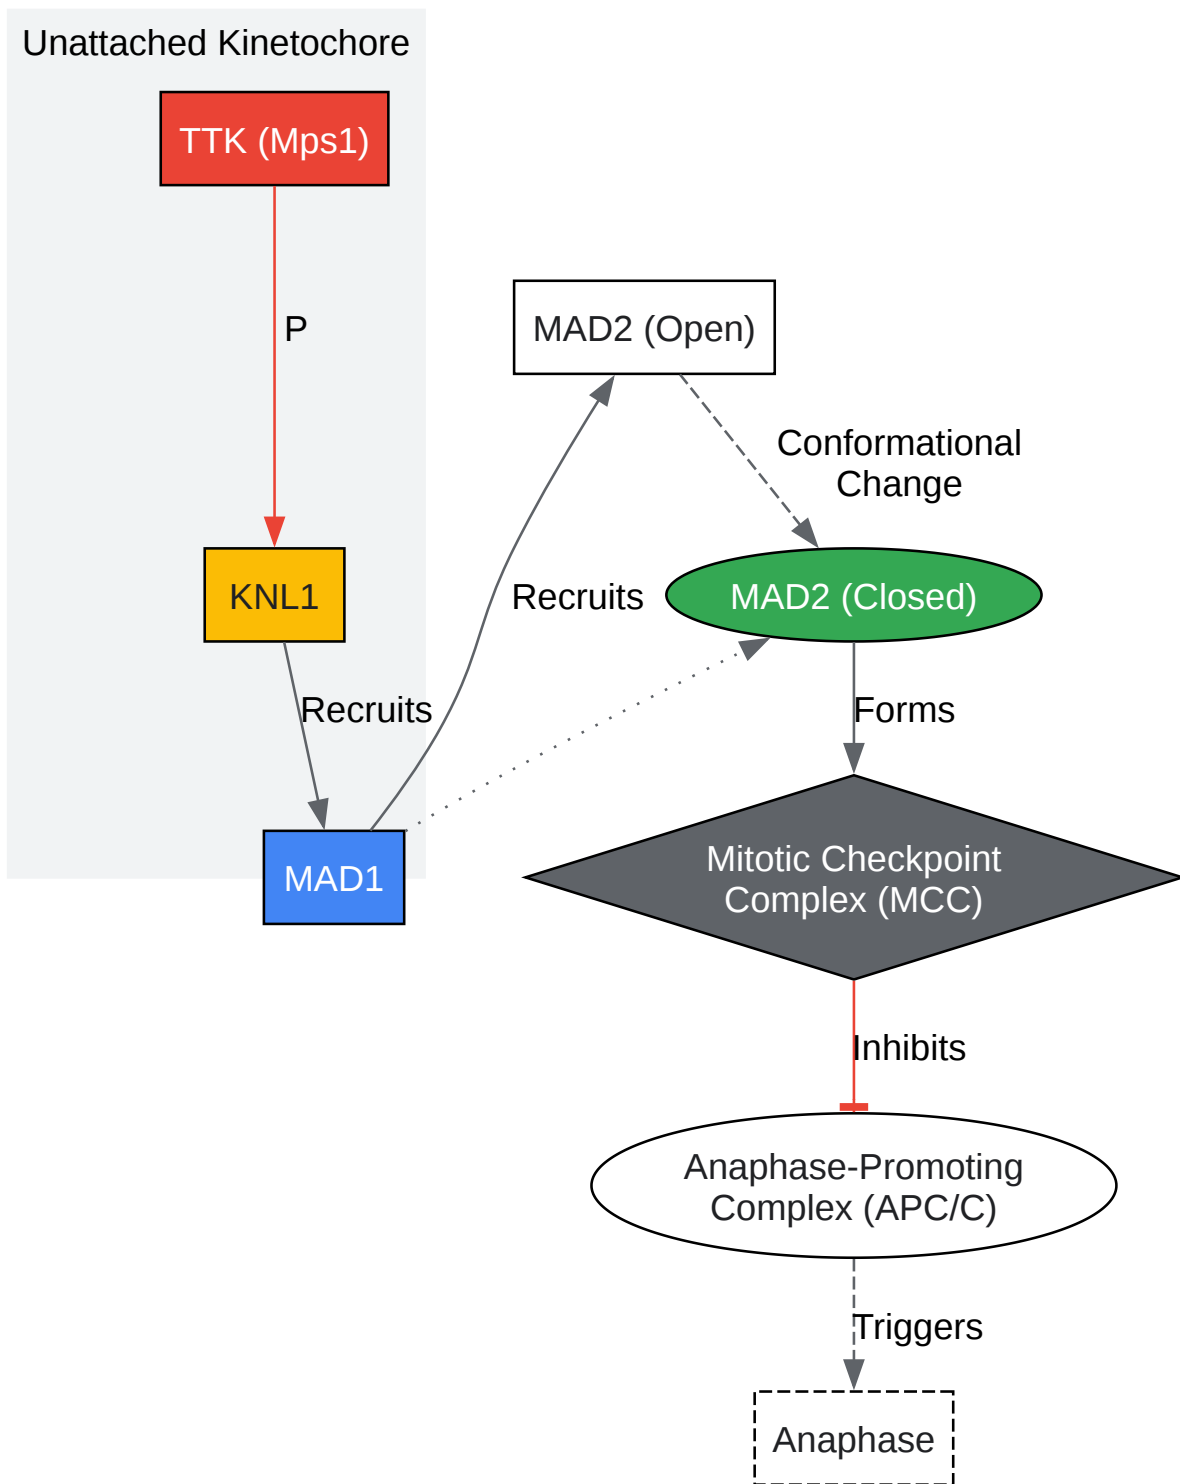 Unattached Kinetochore
TTK (Mps1)
P
MAD2 (Open)
Conformational
Change
KNL1
Recruits
MAD2 (Closed)
Recruits
Forms
MAD1
Mitotic Checkpoint
Complex (MCC)
Inhibits
Anaphase-Promoting
Complex (APC/C)
Triggers
Anaphase